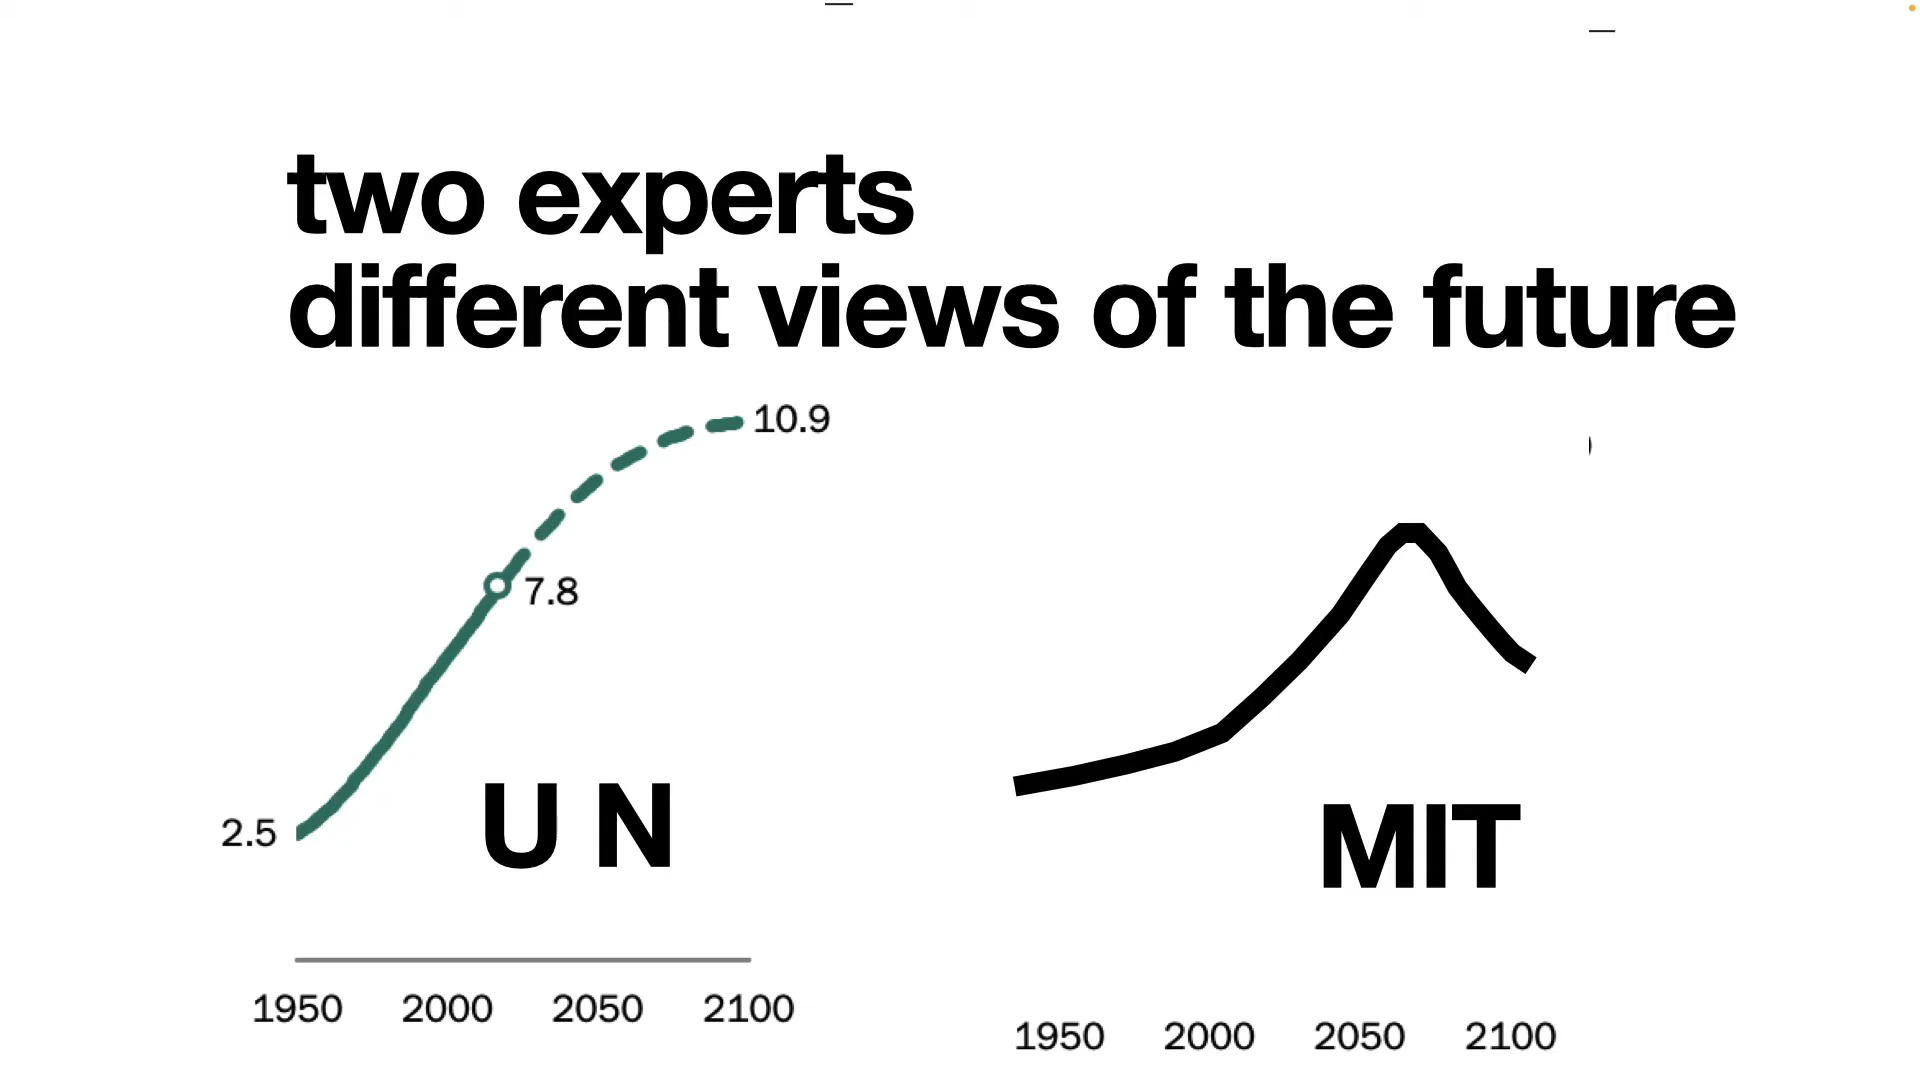 two experts
different views of the future
10.9
7.8
2.5
U N
MIT
1950 2000 2050 2100
1950 2000 2050 2100